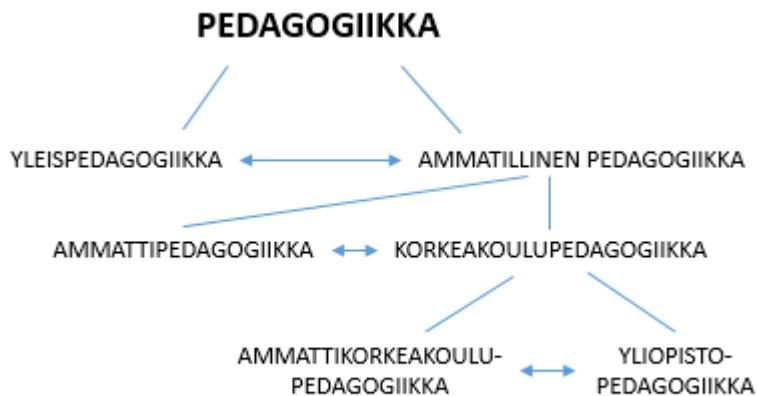 PEDAGOGIIKKA
YLEISPEDAGOGIIKKA AMMATILLINEN PEDAGOGIIKKA
AMMATTIPEDAGOGIIKKA KORKEAKOULUPEDAGOGIIKKA
AMMATTIKORKEAKOULU-
PEDAGOGIIKKA
YLIOPISTO-
PEDAGOGIIKKA